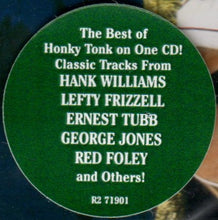 The Best of
Honky Tonk on One CD!
Classic Tracks From
HANK WILLIAMS
LEFTY FRIZZELL
ERNEST TUBB
GEORGE JONES
RED FOLEY
and Others!
R2 71901